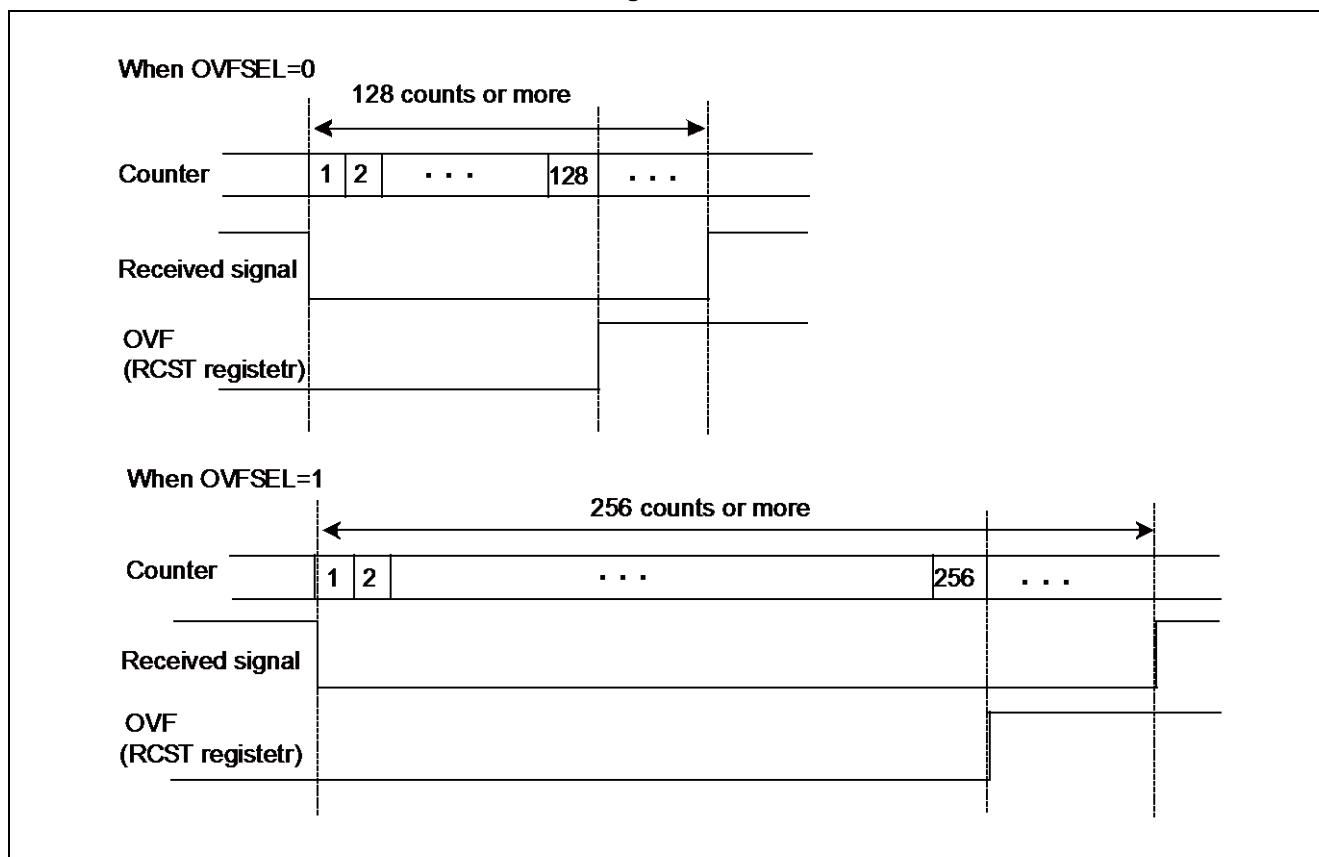 When OVFSEL=0
128 counts or more
Counter 1 2 · · · 128 · · ·
Received signal
OVF
(RCST registetr)
When OVFSEL=1
256 counts or more
Counter 1 2 · · · 256 · · ·
Received signal
OVF
(RCST registetr)